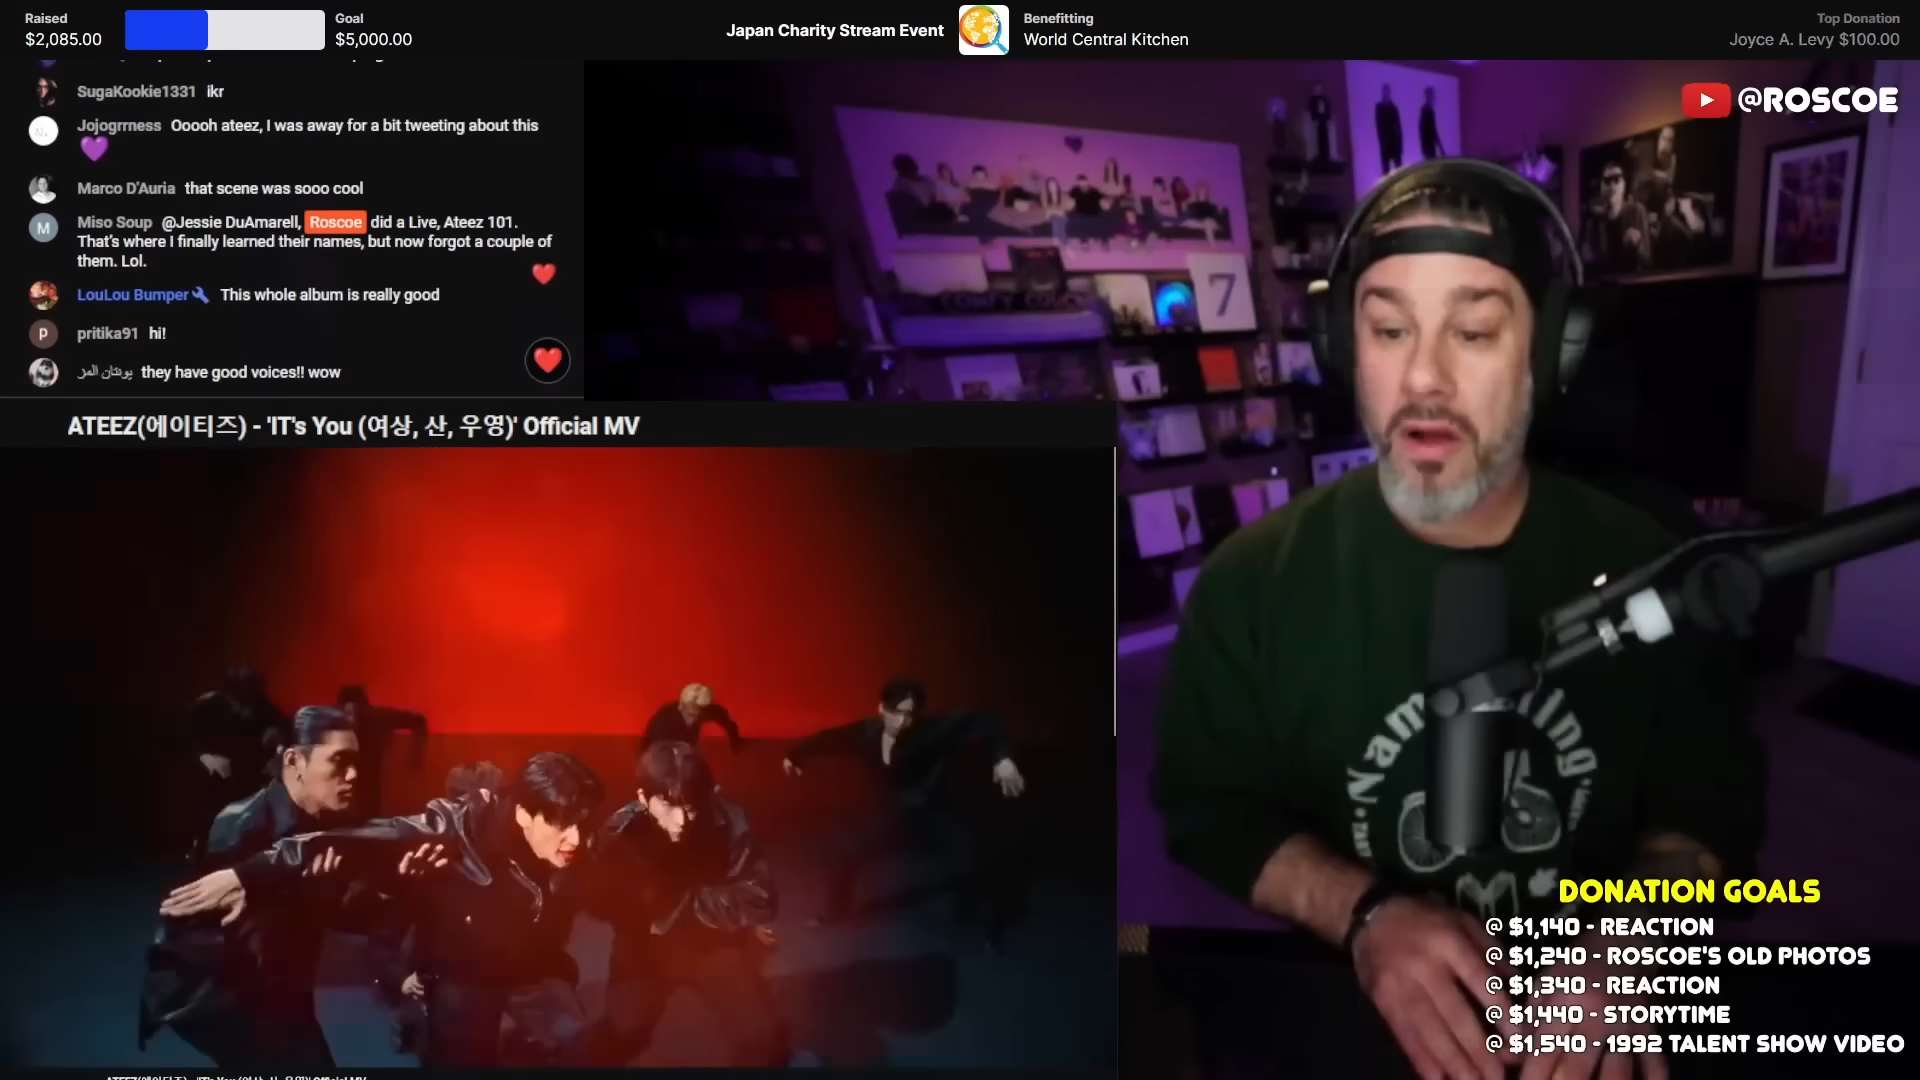 Raised
$2,085.00
Goal
$5,000.00
Japan Charity Stream Event
Benefitting
World Central Kitchen
Top Donation
Joyce A. Levy $100.00
SugaKookie1331 ikr
Jojogrrness Ooooh ateez, I was away for a bit tweeting about this
Marco D'Auria that scene was sooo cool
M
Miso Soup @Jessie DuAmarell, Roscoe did a Live, Ateez 101.
That's where I finally learned their names, but now forgot a couple of
them. Lol.
LouLou Bumper This whole album is really good
P
pritika91 hi!
they have good voices!! wow
@ROSCOE
7
ATEEZ(에이티즈) - 'IT's You (여상, 산, 우영)' Official MV
DONATION GOALS
@ $1,140 - REACTION
@ $1,240 - ROSCOE'S OLD PHOTOS
@ $1,340 - REACTION
@ $1,440 - STORYTIME
@ $1,540 - 1992 TALENT SHOW VIDEO